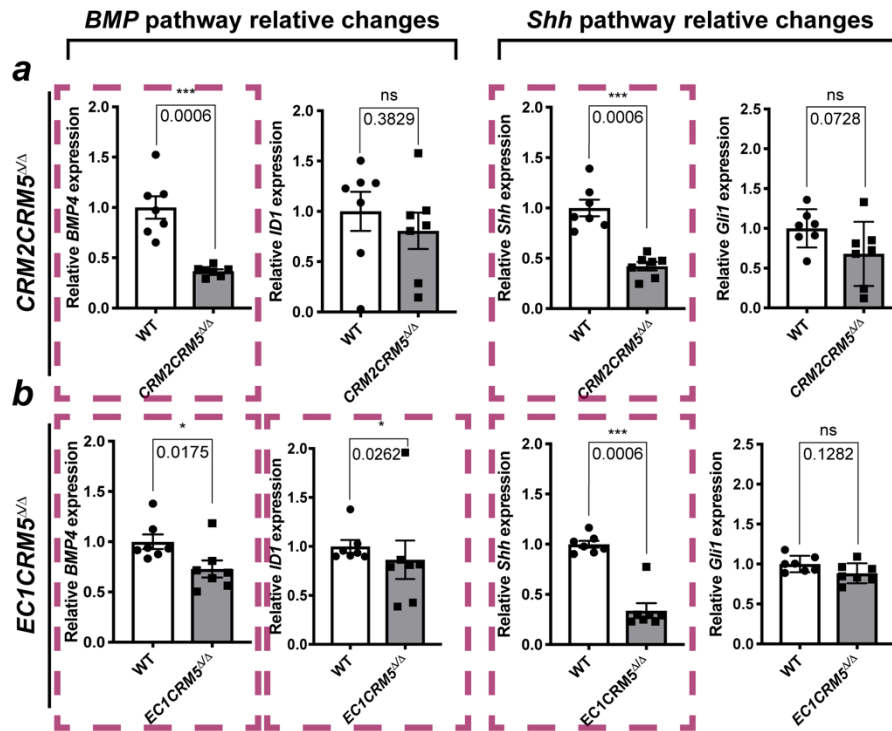 BMP pathway relative changes
Shh pathway relative changes
a
CRM2CRM5Δ/Δ
Relative BMP4 expression
2.0
1.5
1.0
0.5
0.0
***
0.0006
WT
CRM2CRM5Δ/Δ
Relative ID1 expression
2.0
1.5
1.0
0.5
0.0
ns
0.3829
WT
CRM2CRM5Δ/Δ
Relative Shh expression
2.0
1.5
1.0
0.5
0.0
***
0.0006
WT
CRM2CRM5Δ/Δ
Relative Gli1 expression
2.5
2.0
1.5
1.0
0.5
0.0
ns
0.0728
WT
CRM2CRM5Δ/Δ
b
EC1CRM5Δ/Δ
Relative BMP4 expression
2.0
1.5
1.0
0.5
0.0
*
0.0175
WT
EC1CRM5Δ/Δ
Relative ID1 expression
2.0
1.5
1.0
0.5
0.0
*
0.0262
WT
EC1CRM5Δ/Δ
Relative Shh expression
2.0
1.5
1.0
0.5
0.0
***
0.0006
WT
EC1CRM5Δ/Δ
Relative Gli1 expression
2.5
2.0
1.5
1.0
0.5
0.0
ns
0.1282
WT
EC1CRM5Δ/Δ